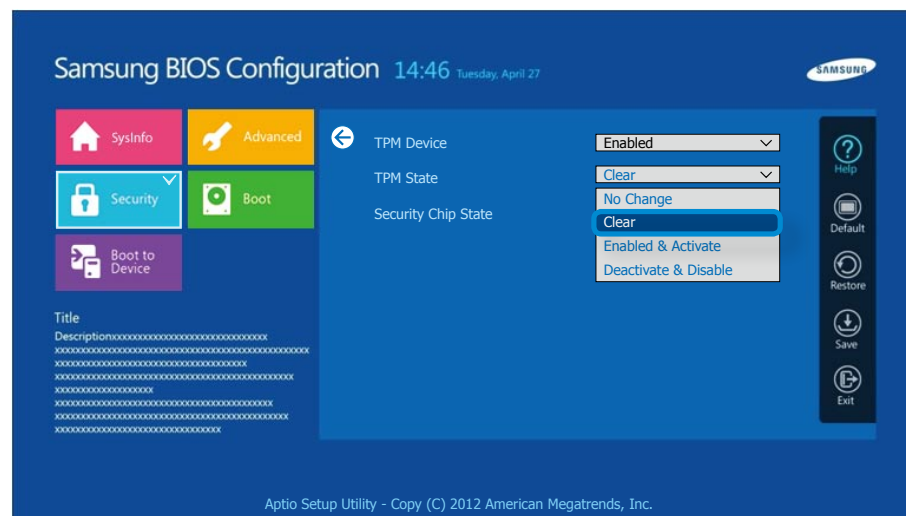 Samsung BIOS Configuration 14:46 Tuesday, April 27
SAMSUNG
SysInfo
Advanced
Security
Boot
Boot to
Device
Title
Descriptionxxxxxxxxxxxxxxxxxxxxxxxxxxxxxx
TPM Device
Enabled
TPM State
Clear
Security Chip State
No Change
Clear
Enabled & Activate
Deactivate & Disable
Help
Default
Restore
Save
Exit
Aptio Setup Utility - Copy (C) 2012 American Megatrends, Inc.